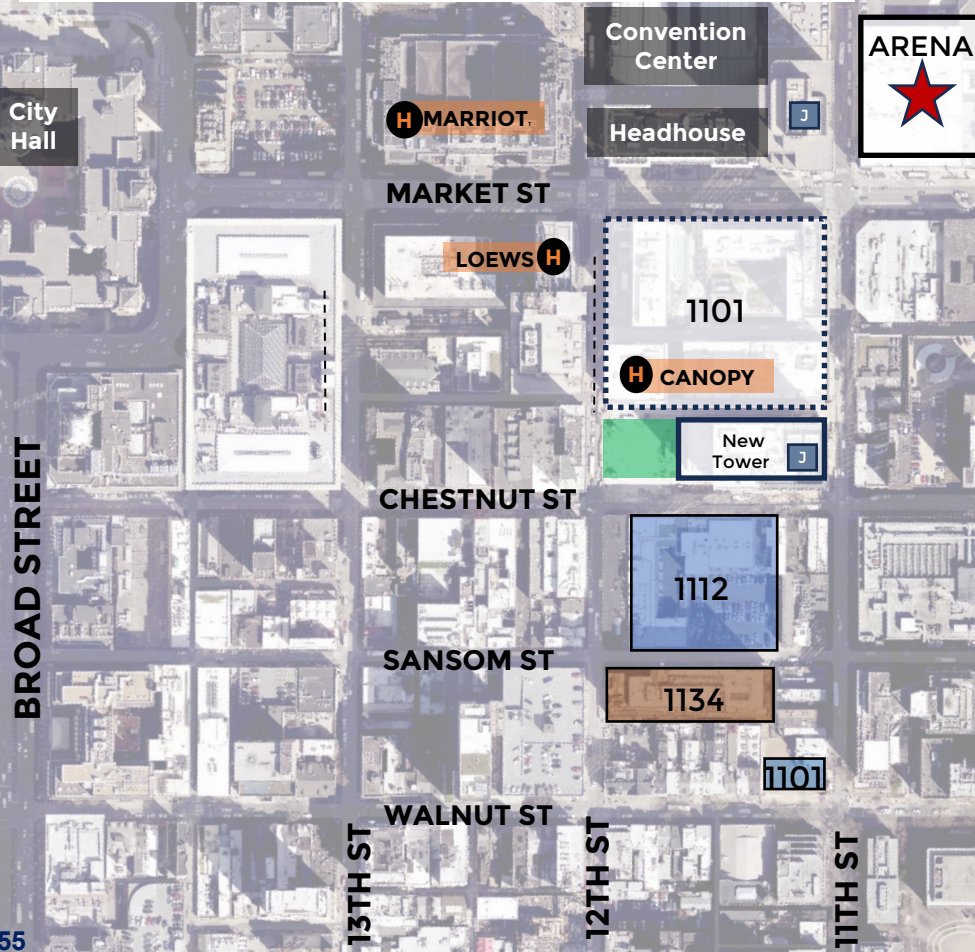 Convention
Center
ARENA
City
Hall
H MARRIOT.
J
Headhouse
MARKET ST
LOEWS H
1101
H CANOPY
New
Tower
J
CHESTNUT ST
BROAD STREET
1112
SANSOM ST
1134
1101
WALNUT ST
13TH ST
12TH ST
11TH ST
55